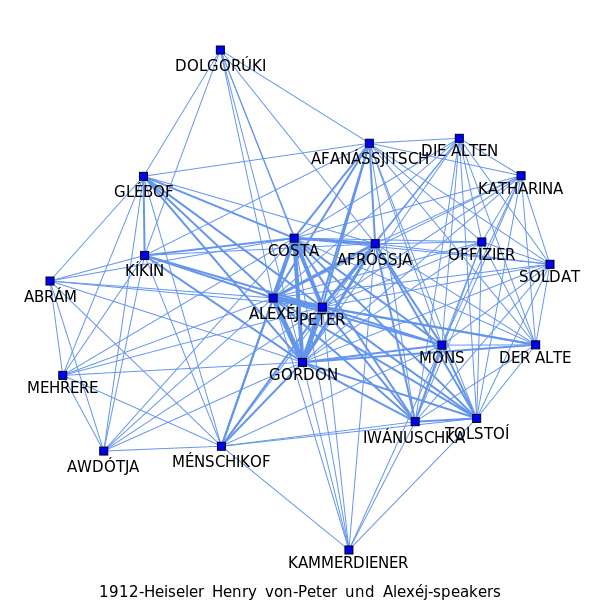 DOLGORÚKI
AFANÁSSJITSCH
DIE ALTEN
KATHARINA
GLÉBOF
COSTA
AFRÓSSJA
OFFIZIER
KÍKIN
SOLDAT
ABRÁM
ALEXÉJ
PETER
MONS
DER ALTE
GORDON
MEHRERE
IWÁNUSCHKA
TOLSTOÍ
AWDÓTJA
MÉNSCHIKOF
KAMMERDIENER
1912-Heiseler Henry von-Peter und Alexéj-speakers